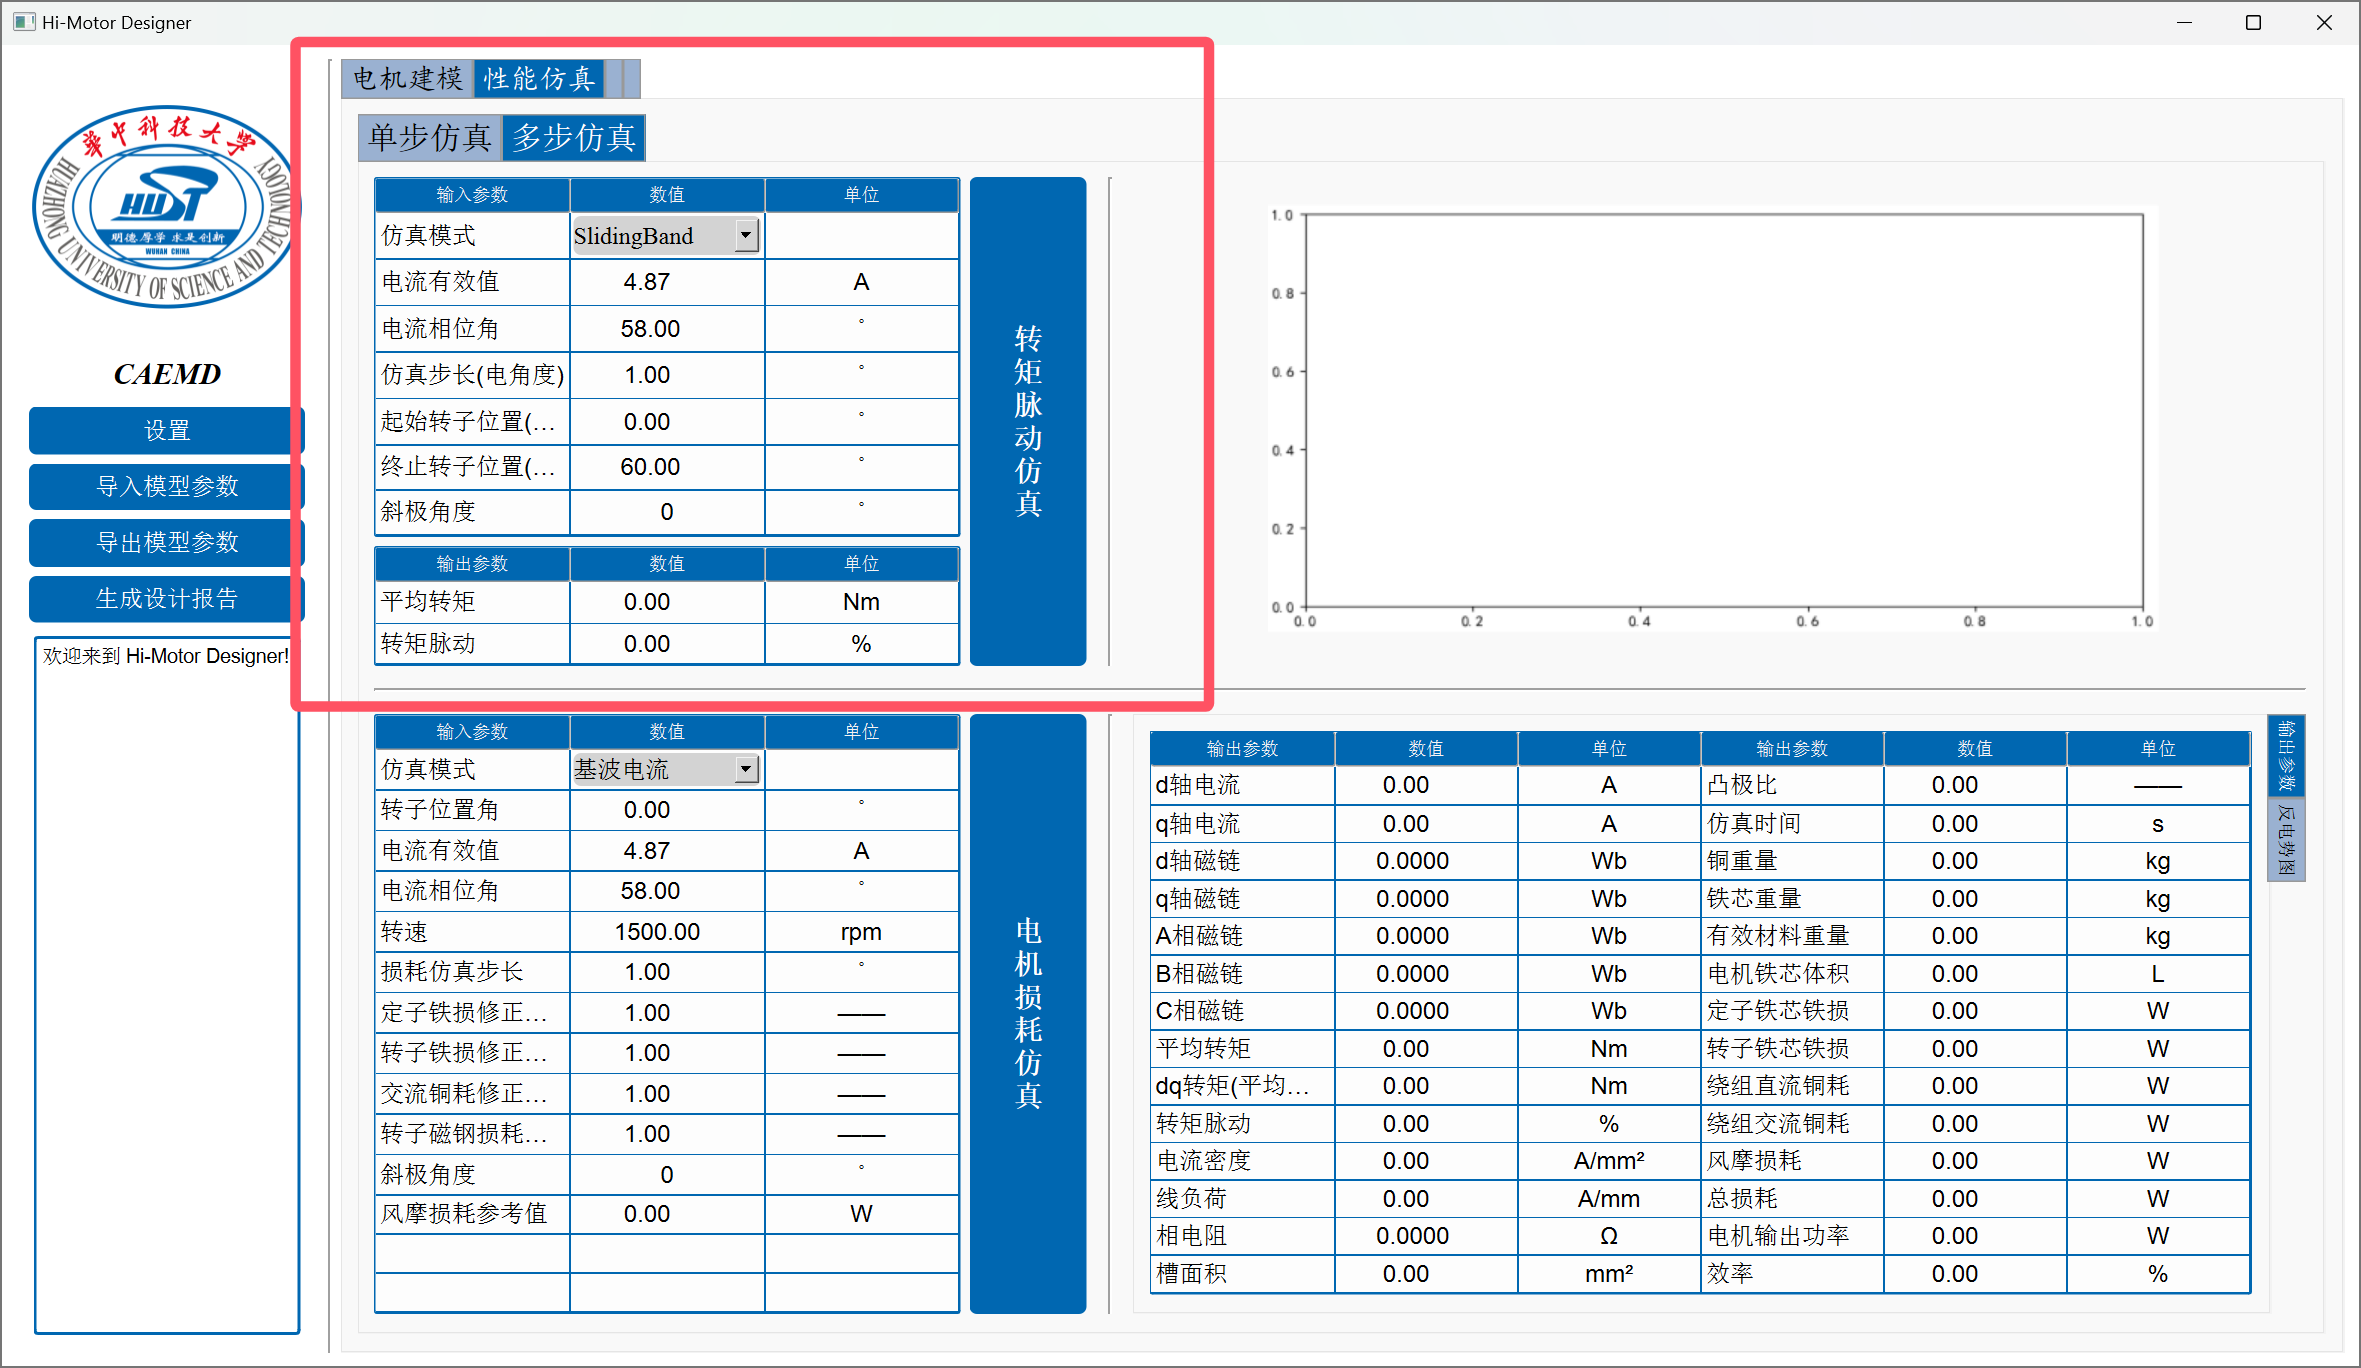 Hi-Motor Designer
華中科技大学
HUAZHONG UNIVERSITY OF SCIENCE AND TECHNOLOGY
HUST
明德厚学 求是创新
WUHAN CHINA
CAEMD
设置
导入模型参数
导出模型参数
生成设计报告
欢迎来到 Hi-Motor Designer!
电机建模 性能仿真
单步仿真 多步仿真
输入参数 数值 单位
仿真模式 SlidingBand
电流有效值 4.87 A
电流相位角 58.00 °
仿真步长(电角度) 1.00 °
起始转子位置(... 0.00 °
终止转子位置(... 60.00 °
斜极角度 0 °
输出参数 数值 单位
平均转矩 0.00 Nm
转矩脉动 0.00 %
转矩脉动仿真
1.0
0.8
0.6
0.4
0.2
0.0
0.0 0.2 0.4 0.6 0.8 1.0
输入参数 数值 单位
仿真模式 基波电流
转子位置角 0.00 °
电流有效值 4.87 A
电流相位角 58.00 °
转速 1500.00 rpm
损耗仿真步长 1.00 °
定子铁损修正... 1.00 ——
转子铁损修正... 1.00 ——
交流铜耗修正... 1.00 ——
转子磁钢损耗... 1.00 ——
斜极角度 0 °
风摩损耗参考值 0.00 W
电机损耗仿真
输出参数 数值 单位 输出参数 数值 单位
d轴电流 0.00 A 凸极比 0.00 ——
q轴电流 0.00 A 仿真时间 0.00 s
d轴磁链 0.0000 Wb 铜重量 0.00 kg
q轴磁链 0.0000 Wb 铁芯重量 0.00 kg
A相磁链 0.0000 Wb 有效材料重量 0.00 kg
B相磁链 0.0000 Wb 电机铁芯体积 0.00 L
C相磁链 0.0000 Wb 定子铁芯铁损 0.00 W
平均转矩 0.00 Nm 转子铁芯铁损 0.00 W
dq转矩(平均... 0.00 Nm 绕组直流铜耗 0.00 W
转矩脉动 0.00 % 绕组交流铜耗 0.00 W
电流密度 0.00 A/mm² 风摩损耗 0.00 W
线负荷 0.00 A/mm 总损耗 0.00 W
相电阻 0.0000 Ω 电机输出功率 0.00 W
槽面积 0.00 mm² 效率 0.00 %
输出参数
反电势图